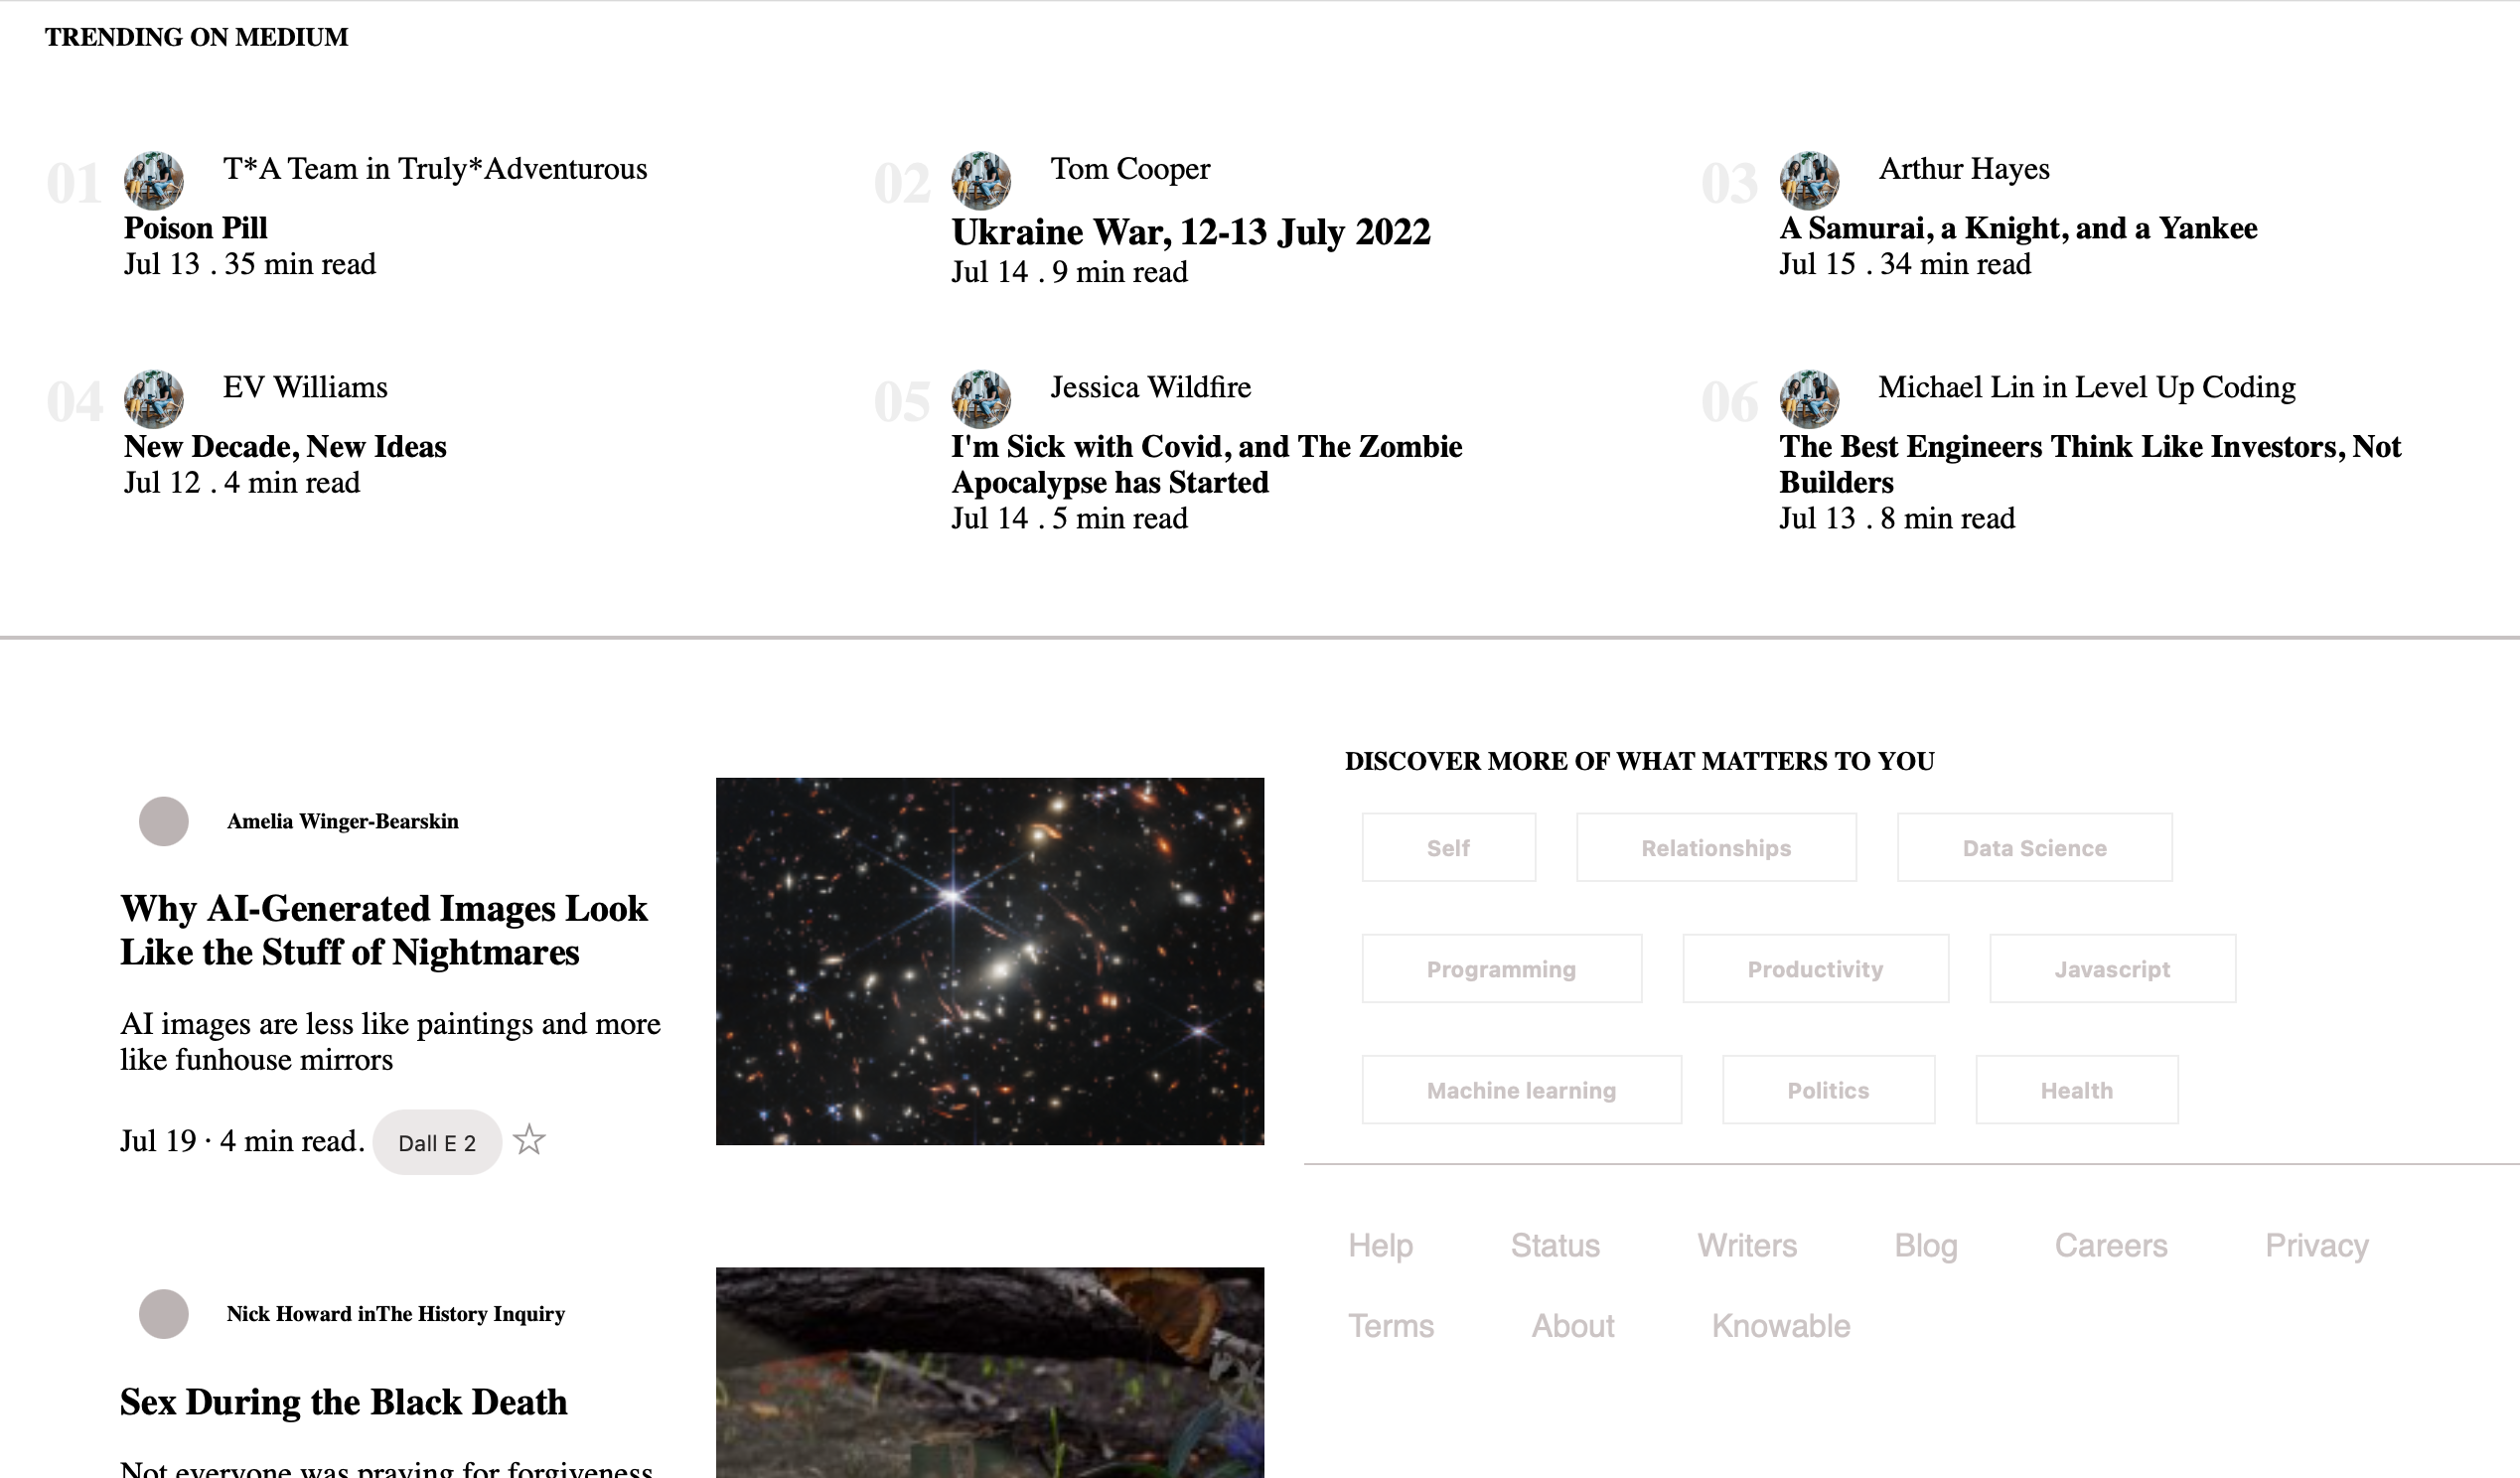 TRENDING ON MEDIUM
01
T*A Team in Truly*Adventurous
Poison Pill
Jul 13 . 35 min read
02
Tom Cooper
Ukraine War, 12-13 July 2022
Jul 14 . 9 min read
03
Arthur Hayes
A Samurai, a Knight, and a Yankee
Jul 15 . 34 min read
04
EV Williams
New Decade, New Ideas
Jul 12 . 4 min read
05
Jessica Wildfire
I'm Sick with Covid, and The Zombie
Apocalypse has Started
Jul 14 . 5 min read
06
Michael Lin in Level Up Coding
The Best Engineers Think Like Investors, Not
Builders
Jul 13 . 8 min read
Amelia Winger-Bearskin
Why AI-Generated Images Look
Like the Stuff of Nightmares
AI images are less like paintings and more
like funhouse mirrors
Jul 19 · 4 min read. Dall E 2
Nick Howard inThe History Inquiry
Sex During the Black Death
Not everyone was praying for forgiveness
DISCOVER MORE OF WHAT MATTERS TO YOU
Self Relationships Data Science
Programming Productivity Javascript
Machine learning Politics Health
Help Status Writers Blog Careers Privacy
Terms About Knowable